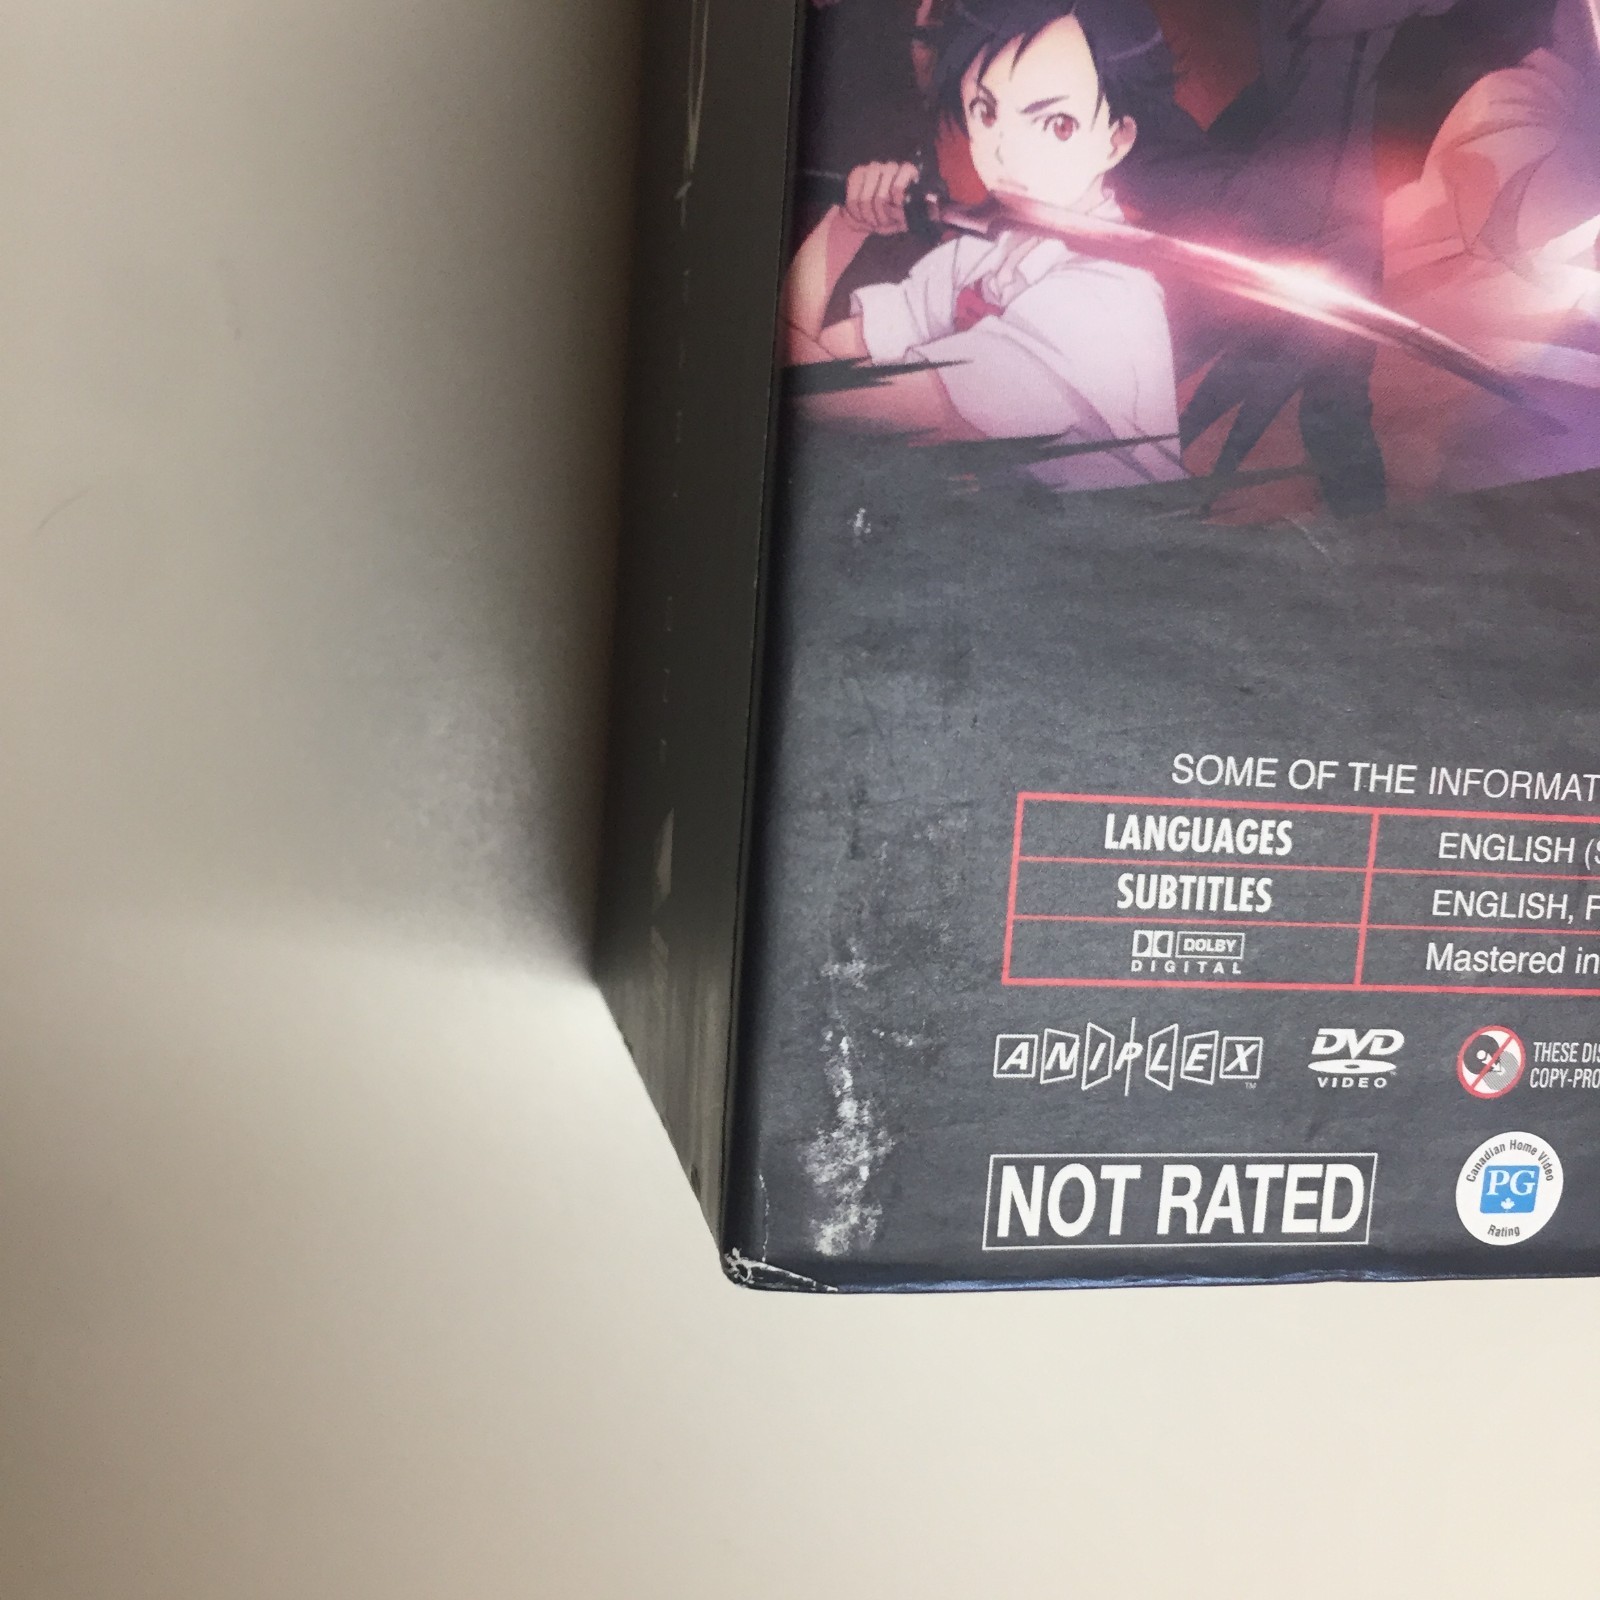 SOME OF THE INFORMAT
LANGUAGES ENGLISH (S
SUBTITLES ENGLISH, F
DOLBY DIGITAL Mastered in
ANIPLEX TM
DVD VIDEO
THESE DIS
COPY-PRO
NOT RATED
Canadian Home Video
PG
Rating